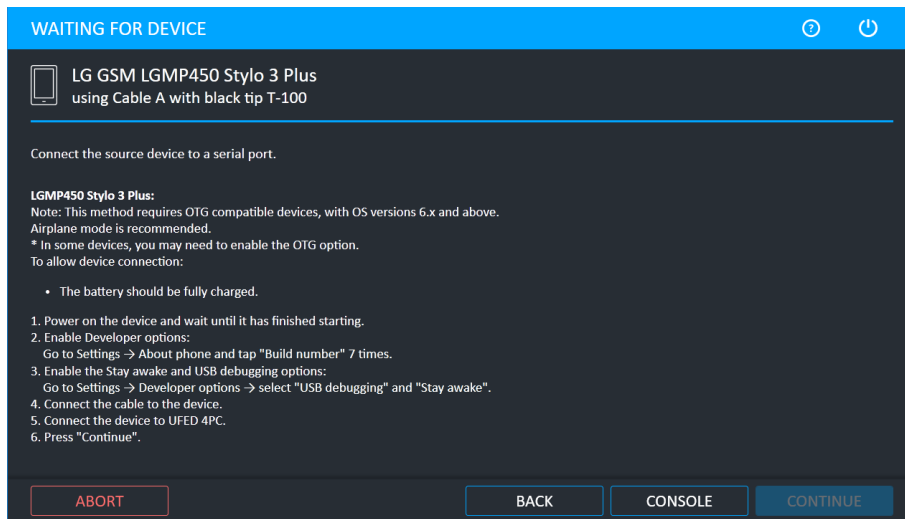 WAITING FOR DEVICE
LG GSM LGMP450 Stylo 3 Plus
using Cable A with black tip T-100
Connect the source device to a serial port.
LGMP450 Stylo 3 Plus:
Note: This method requires OTG compatible devices, with OS versions 6.x and above.
Airplane mode is recommended.
* In some devices, you may need to enable the OTG option.
To allow device connection:
• The battery should be fully charged.
1. Power on the device and wait until it has finished starting.
2. Enable Developer options:
Go to Settings → About phone and tap "Build number" 7 times.
3. Enable the Stay awake and USB debugging options:
Go to Settings → Developer options → select "USB debugging" and "Stay awake".
4. Connect the cable to the device.
5. Connect the device to UFED 4PC.
6. Press "Continue".
ABORT
BACK
CONSOLE
CONTINUE